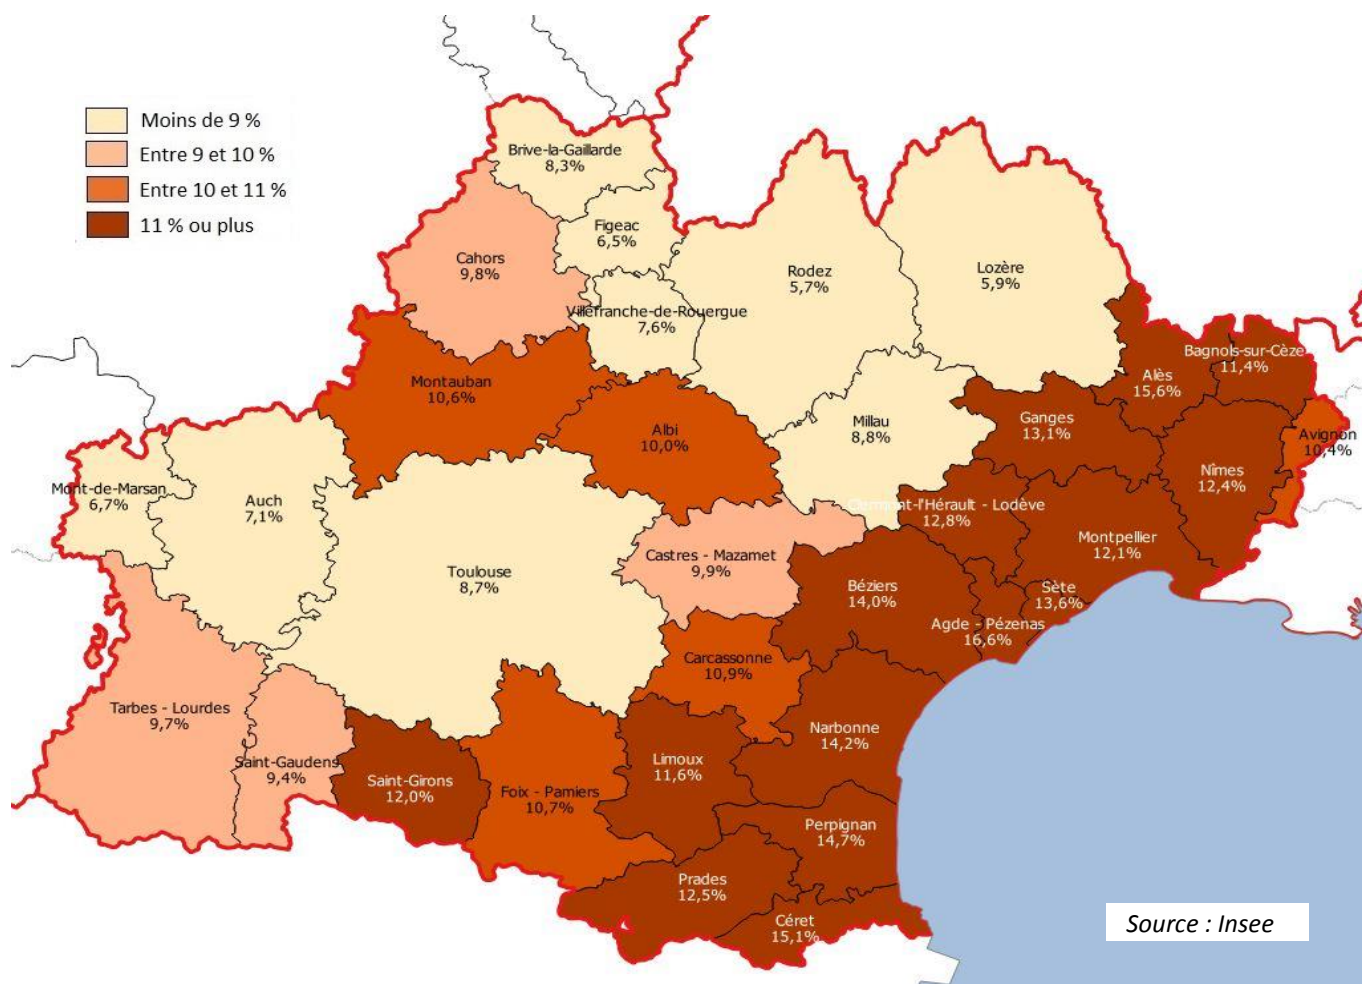 Moins de 9 %
Entre 9 et 10 %
Entre 10 et 11 %
11 % ou plus
Brive-la-Gaillarde
8,3%
Figeac
6,5%
Cahors
9,8%
Rodez
5,7%
Lozère
5,9%
Villefranche-de-Rouergue
7,6%
Bagnols-sur-Cèze
11,4%
Alès
15,6%
Montauban
10,6%
Albi
10,0%
Millau
8,8%
Ganges
13,1%
Avignon
10,4%
Nîmes
12,4%
Mont-de-Marsan
6,7%
Auch
7,1%
Clermont-l'Hérault - Lodève
12,8%
Montpellier
12,1%
Toulouse
8,7%
Castres - Mazamet
9,9%
Béziers
14,0%
Sète
13,6%
Agde - Pézenas
16,6%
Carcassonne
10,9%
Tarbes - Lourdes
9,7%
Narbonne
14,2%
Saint-Gaudens
9,4%
Saint-Girons
12,0%
Foix - Pamiers
10,7%
Limoux
11,6%
Perpignan
14,7%
Prades
12,5%
Céret
15,1%
Source : Insee